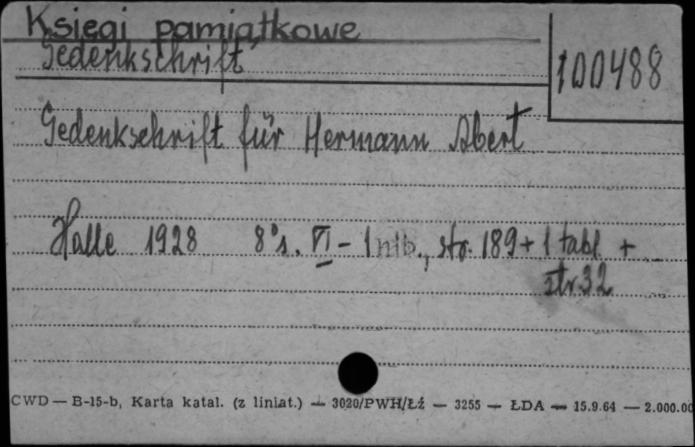 Księgi pamiątkowe
Gedenkschrift
100488
Gedenkschrift für Hermann Abert
Halle 1928 8° s. VI – 1 nlb., str. 189 + 1 tabl. +
str. 32
CWD — B-15-b, Karta katal. (z liniat.) — 3020/PWH/Łź — 3255 — ŁDA — 15.9.64 — 2.000.00